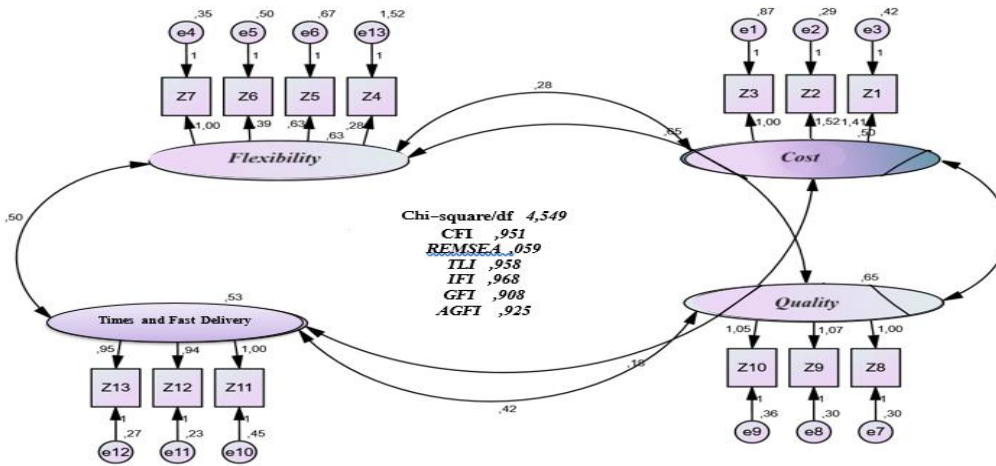 ,35 ,50 ,67 1,52 ,87 ,29 ,42
e4 e5 e6 e13 e1 e2 e3
1 1 1 1 1 1 1
Z7 Z6 Z5 Z4 Z3 Z2 Z1
1,00 ,39 ,63 ,28 1,00 1,52 1,41
,63 ,50
,28
,65
Flexibility Cost
,50
Chi-square/df 4,549
CFI ,951
REMSEA ,059
TLI ,958
IFI ,968
GFI ,908
AGFI ,925
,53 ,65
Times and Fast Delivery Quality
,95 ,94 1,00 1,05 1,07 1,00
,18
Z13 Z12 Z11 Z10 Z9 Z8
,42
1 1 1 1 1 1
,27 ,23 ,45 ,36 ,30 ,30
e12 e11 e10 e9 e8 e7